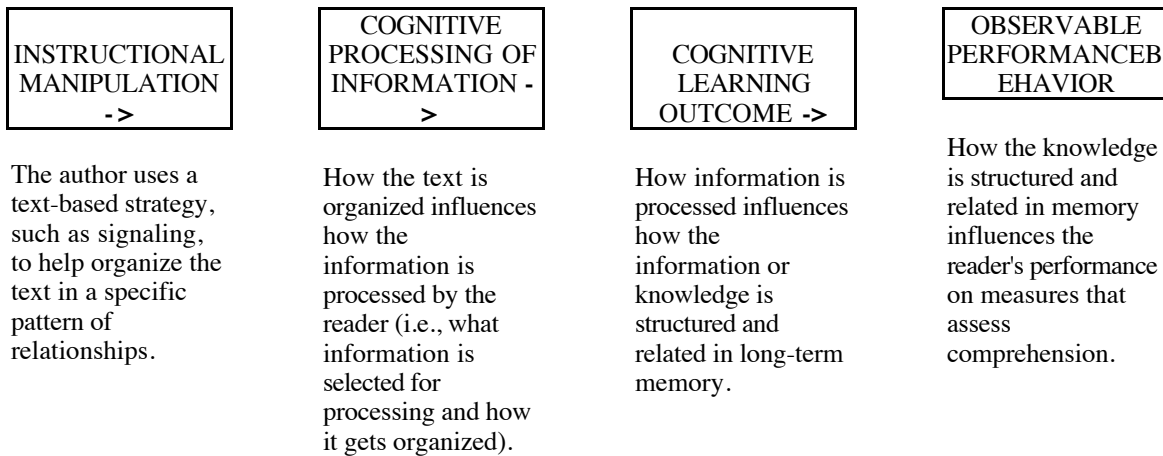 INSTRUCTIONAL
MANIPULATION
->
The author uses a
text-based strategy,
such as signaling,
to help organize the
text in a specific
pattern of
relationships.
COGNITIVE
PROCESSING OF
INFORMATION -
>
How the text is
organized influences
how the
information is
processed by the
reader (i.e., what
information is
selected for
processing and how
it gets organized).
COGNITIVE
LEARNING
OUTCOME ->
How information is
processed influences
how the
information or
knowledge is
structured and
related in long-term
memory.
OBSERVABLE
PERFORMANCEB
EHAVIOR
How the knowledge
is structured and
related in memory
influences the
reader's performance
on measures that
assess
comprehension.